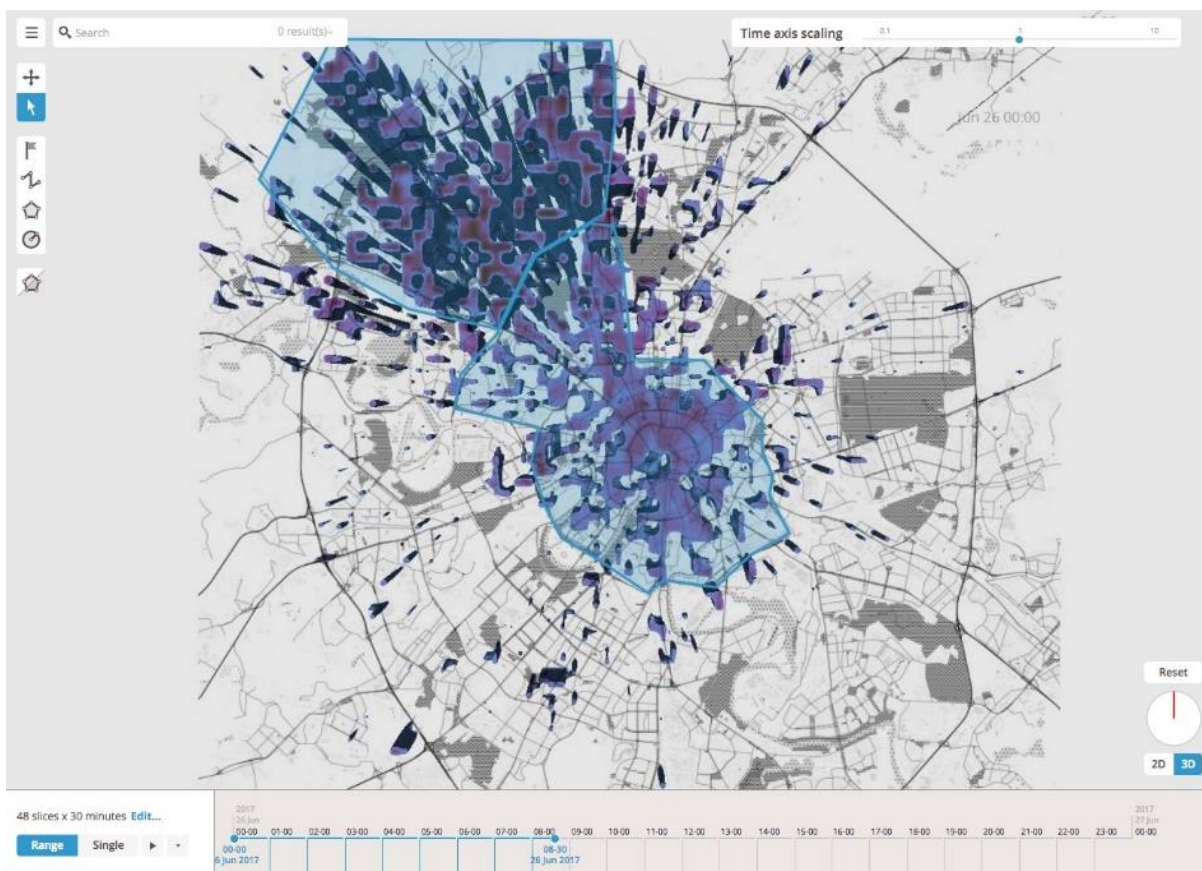 Search
0 result(s)
Time axis scaling
0.1
1
10
Jun 26 00:00
Reset
2D
3D
48 slices x 30 minutes Edit...
Range
Single
2017
26 Jun
00:00 01-00 02:00 03-00 04:00 05:00 06:00 07:00 08-00 09:00 10:00 11:00 12:00 13-00 14-00 15-00 16:00 17-00 18:00 19-00 20:00 21:00 22-00 23-00 00-00
2017
27 Jun
00-00
6 Jun 2017
08-30
26 Jun 2017